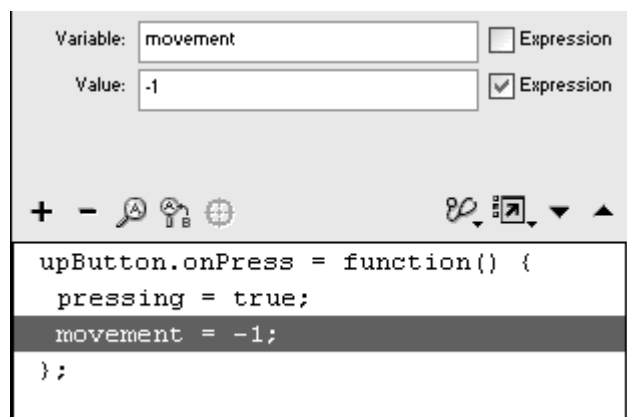 Variable: movement Expression
Value: -1 Expression
upButton.onPress = function() {
pressing = true;
movement = -1;
};